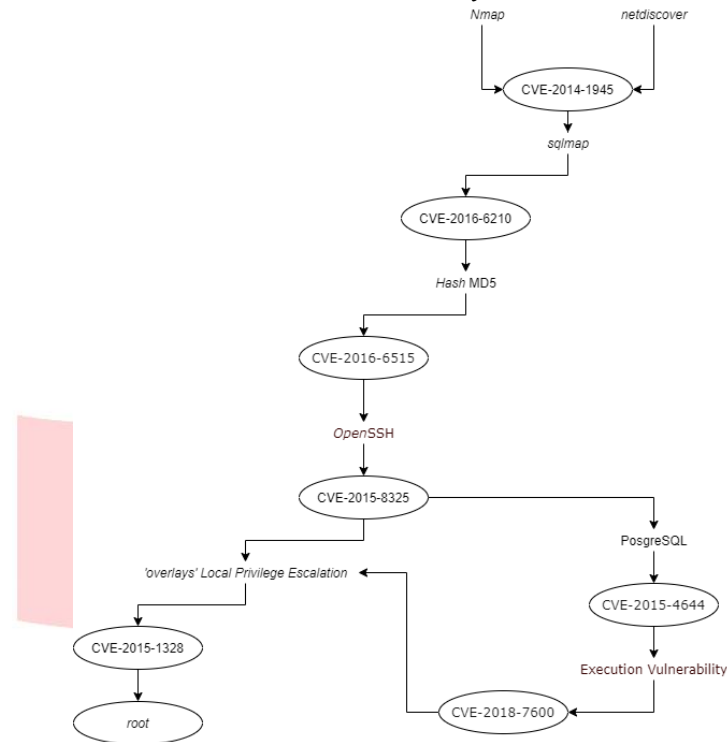 Nmap
netdiscover
CVE-2014-1945
sqlmap
CVE-2016-6210
Hash MD5
CVE-2016-6515
OpenSSH
CVE-2015-8325
PosgreSQL
'overlays' Local Privilege Escalation
CVE-2015-4644
CVE-2015-1328
Execution Vulnerability
CVE-2018-7600
root